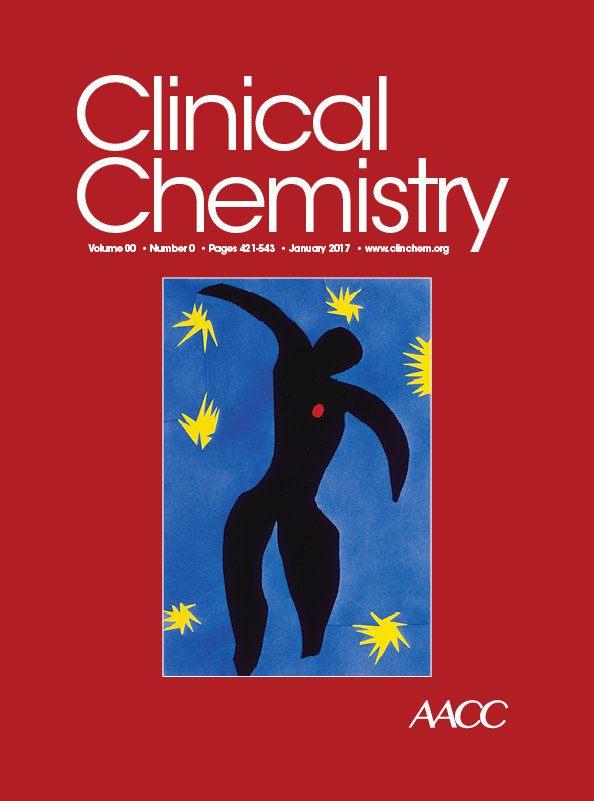 Clinical
Chemistry
Volume 00 • Number 0 • Pages 421-543 • January 2017 • www.clinchem.org
AACC